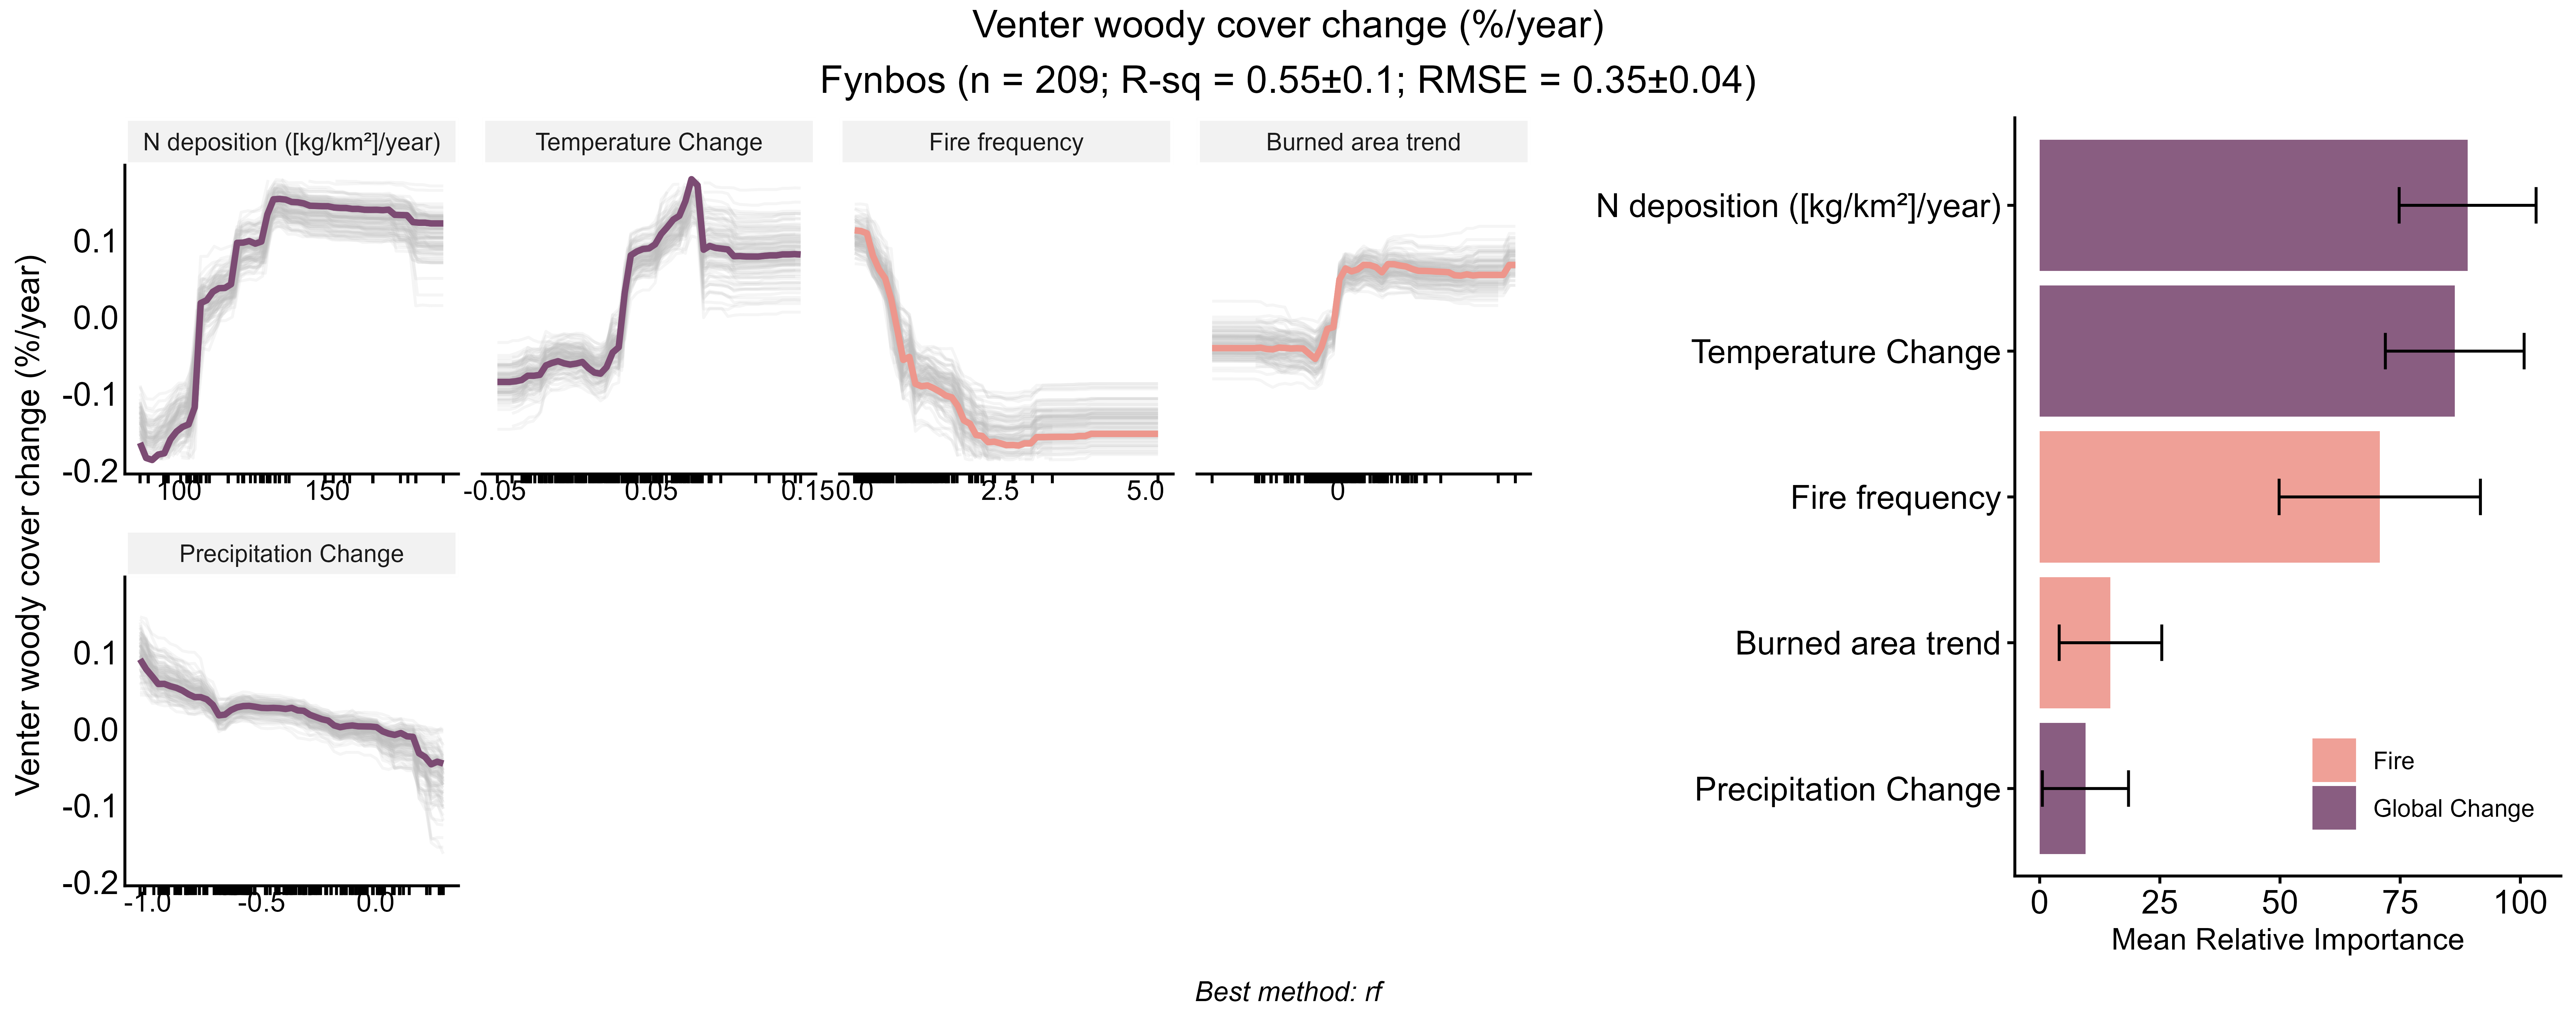 Venter woody cover change (%/year)
Fynbos (n = 209; R-sq = 0.55±0.1; RMSE = 0.35±0.04)
Venter woody cover change (%/year)
N deposition ([kg/km²]/year)
0.1
0.0
-0.1
-0.2
100
150
Temperature Change
-0.05
0.05
0.15
Fire frequency
0.0
2.5
5.0
Burned area trend
0
Precipitation Change
0.1
0.0
-0.1
-0.2
-1.0
-0.5
0.0
N deposition ([kg/km²]/year)
Temperature Change
Fire frequency
Burned area trend
Precipitation Change
Fire
Global Change
0
25
50
75
100
Mean Relative Importance
Best method: rf